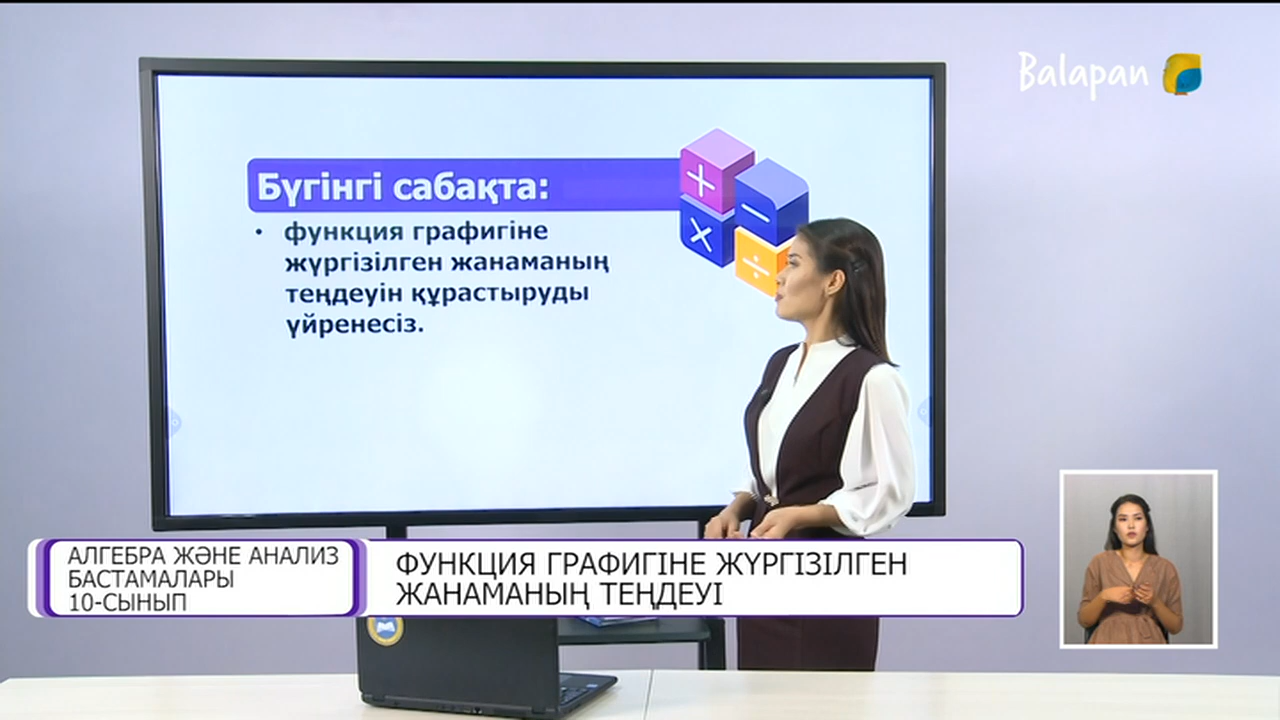 Balapan
Бүгінгі сабақта:
• функция графигіне
жүргізілген жанаманың
теңдеуін құрастыруды
үйренесіз.
АЛГЕБРА ЖӘНЕ АНАЛИЗ
БАСТАМАЛАРЫ
10-СЫНЫП
ФУНКЦИЯ ГРАФИГІНЕ ЖҮРГІЗІЛГЕН
ЖАНАМАНЫҢ ТЕҢДЕУІ